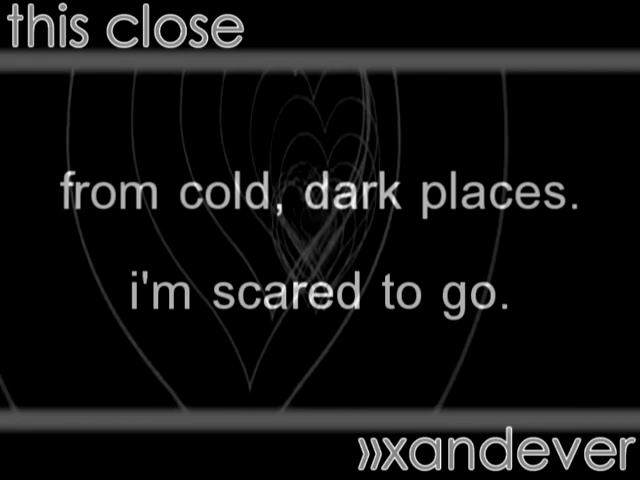 this close
from cold, dark places.
i'm scared to go.
»xandever